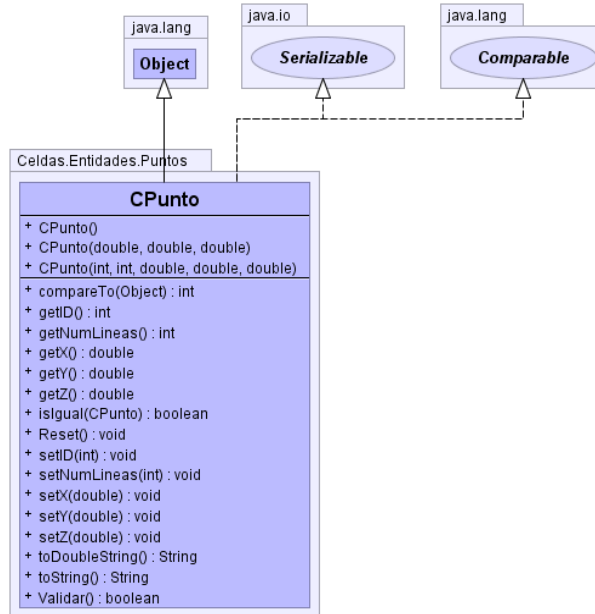 java.lang
Object
java.io
Serializable
java.lang
Comparable
Celdas.Entidades.Puntos
CPunto
+ CPunto()
+ CPunto(double, double, double)
+ CPunto(int, int, double, double, double)
+ compareTo(Object) : int
+ getID() : int
+ getNumLineas() : int
+ getX() : double
+ getY() : double
+ getZ() : double
+ isIgual(CPunto) : boolean
+ Reset() : void
+ setID(int) : void
+ setNumLineas(int) : void
+ setX(double) : void
+ setY(double) : void
+ setZ(double) : void
+ toDoubleString() : String
+ toString() : String
+ Validar() : boolean